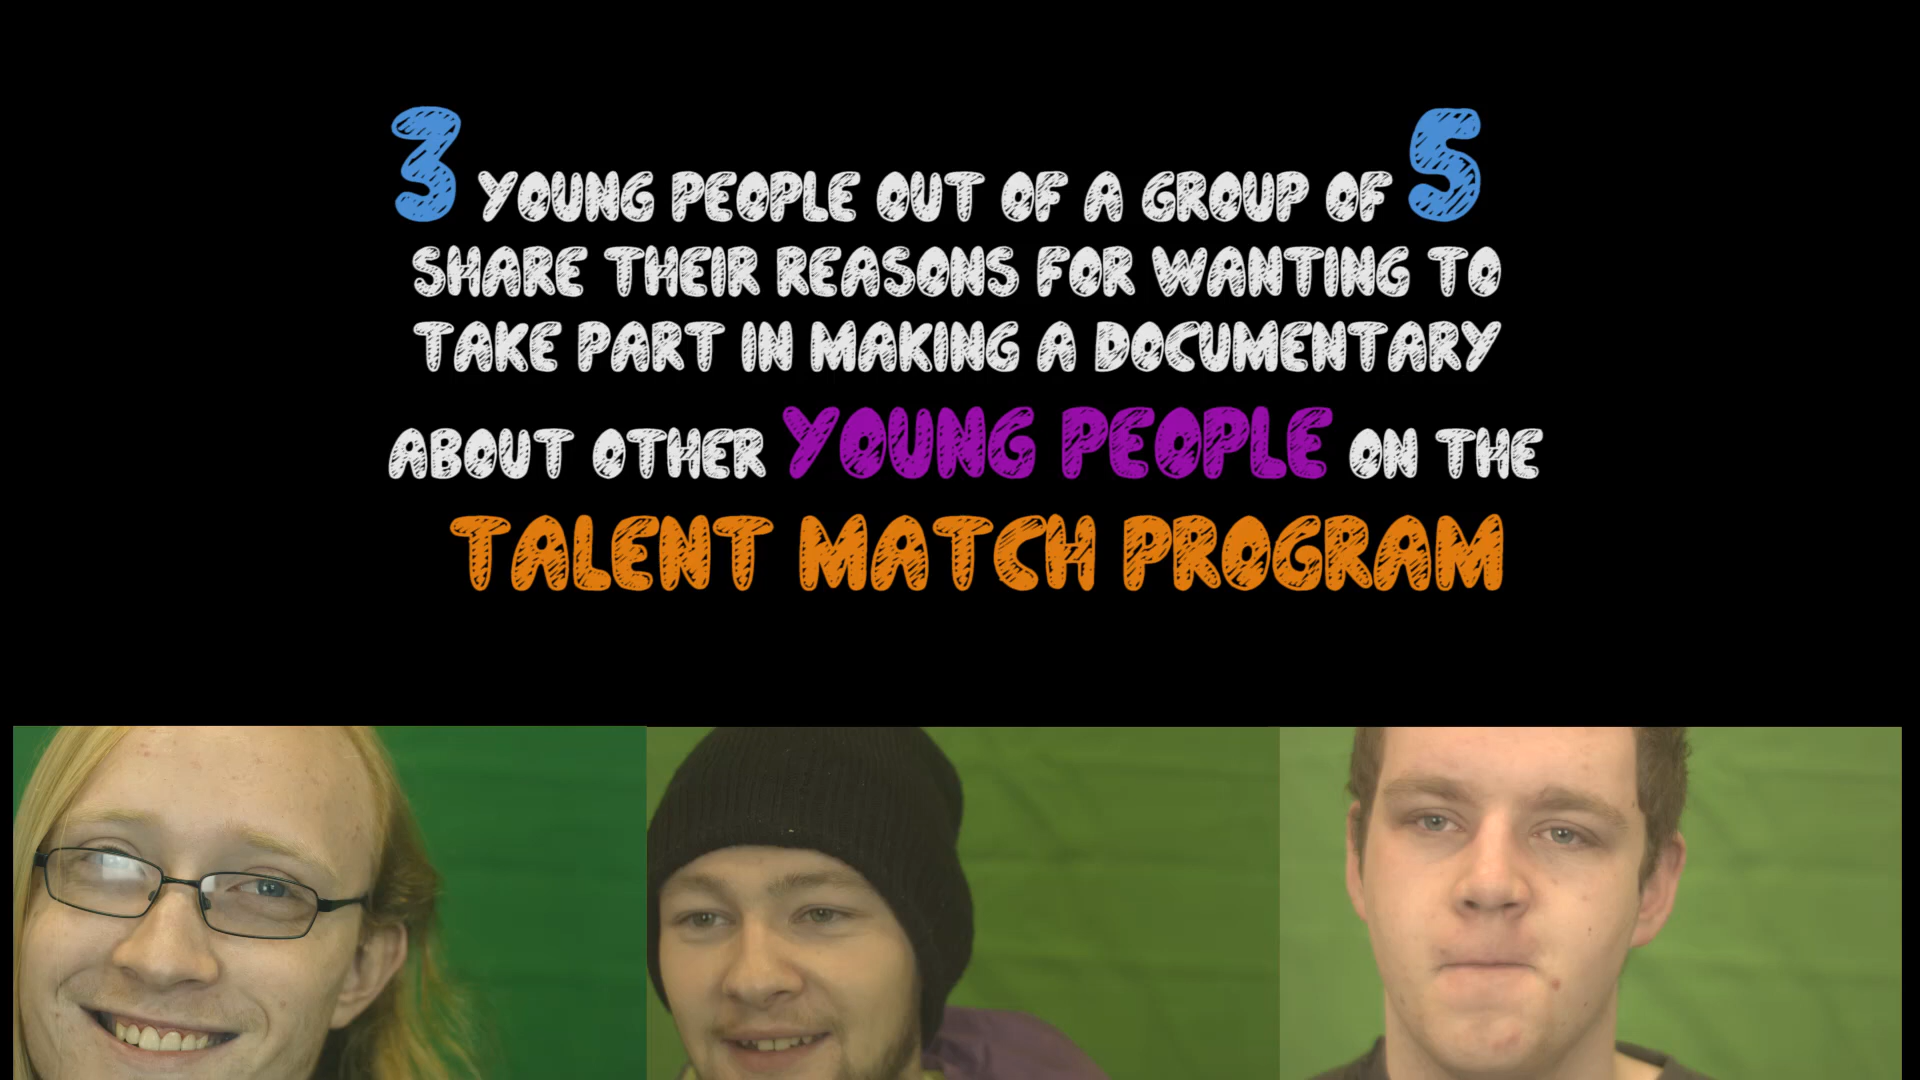 3 YOUNG PEOPLE OUT OF A GROUP OF 5
SHARE THEIR REASONS FOR WANTING TO
TAKE PART IN MAKING A DOCUMENTARY
ABOUT OTHER YOUNG PEOPLE ON THE
TALENT MATCH PROGRAM